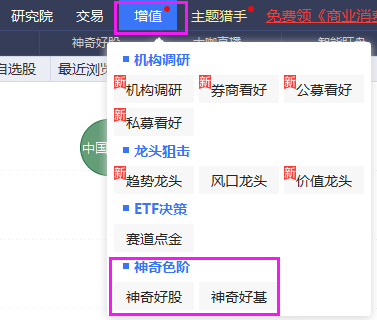 研究院 交易 增值 主题猎手 免费领《商业消费
神奇好股
自选股 最近浏览
机构调研
新 机构调研 新 券商看好 新 公募看好
私募看好
中国
龙头狙击
新 趋势龙头 风口龙头 新 价值龙头
ETF决策
赛道点金
神奇色阶
神奇好股 神奇好基